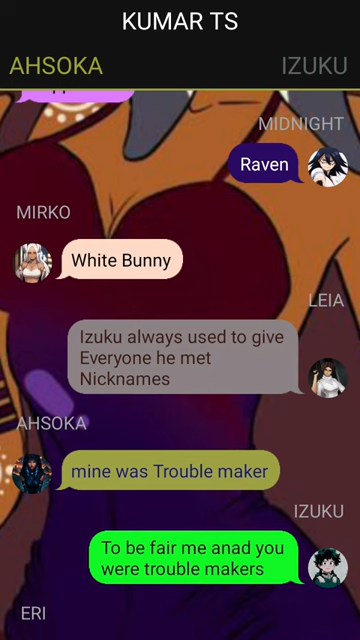 KUMAR TS
AHSOKA
IZUKU
MIDNIGHT
Raven
MIRKO
White Bunny
LEIA
Izuku always used to give
Everyone he met
Nicknames
AHSOKA
mine was Trouble maker
IZUKU
To be fair me anad you
were trouble makers
ERI